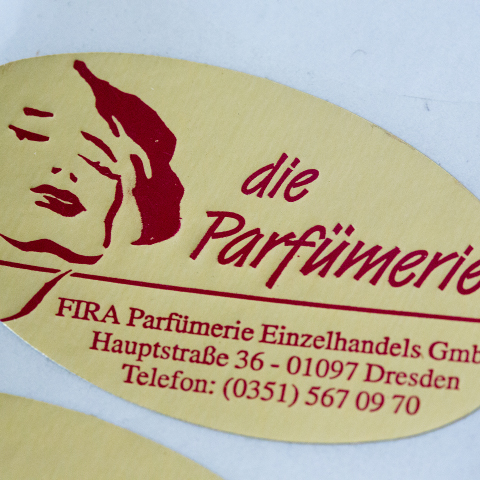 die
Parfümerie
FIRA Parfümerie Einzelhandels Gmb
Hauptstraße 36 - 01097 Dresden
Telefon: (0351) 567 09 70